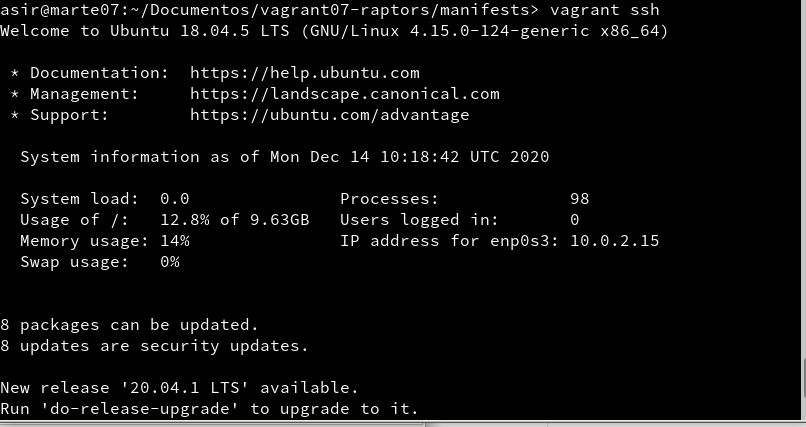 asir@marte07:~/Documentos/vagrant07-raptors/manifests> vagrant ssh
Welcome to Ubuntu 18.04.5 LTS (GNU/Linux 4.15.0-124-generic x86_64)
* Documentation:  https://help.ubuntu.com
* Management:     https://landscape.canonical.com
* Support:        https://ubuntu.com/advantage
System information as of Mon Dec 14 10:18:42 UTC 2020
System load:  0.0               Processes:             98
Usage of /:   12.8% of 9.63GB   Users logged in:       0
Memory usage: 14%               IP address for enp0s3: 10.0.2.15
Swap usage:   0%
8 packages can be updated.
8 updates are security updates.
New release '20.04.1 LTS' available.
Run 'do-release-upgrade' to upgrade to it.